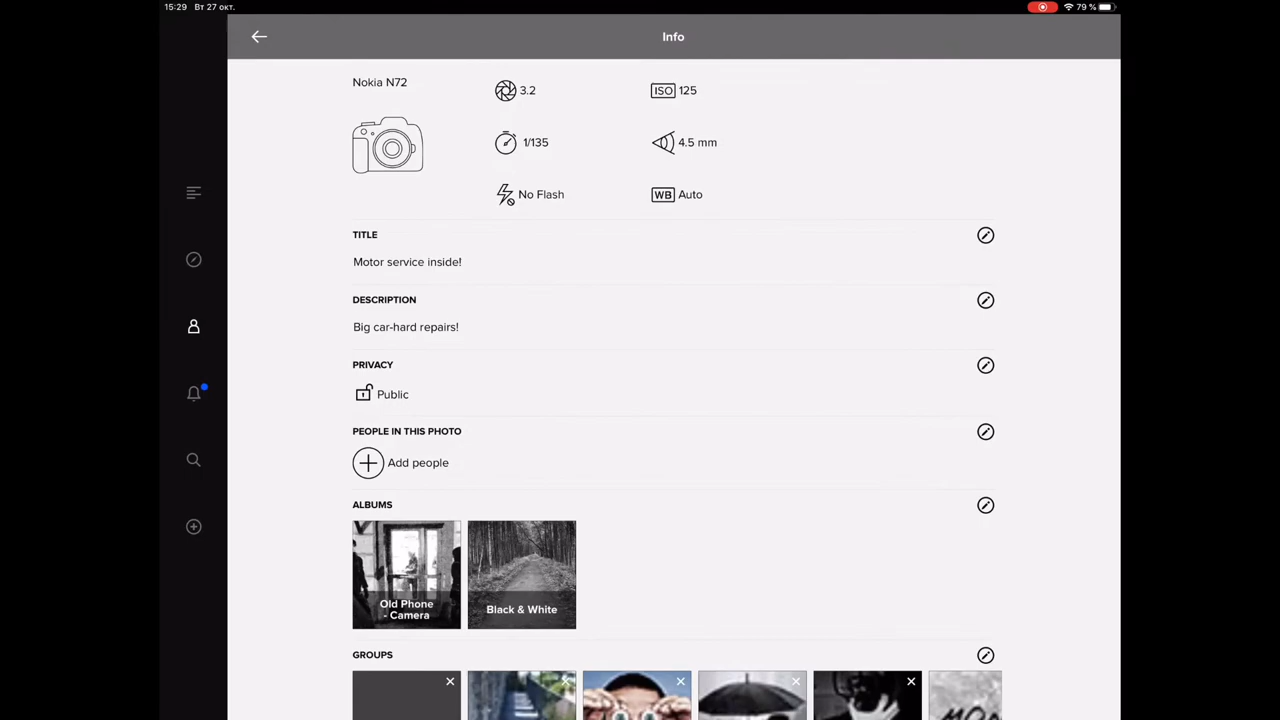 15:29 Вт 27 окт.
79 %
Info
Nokia N72
3.2
ISO 125
1/135
4.5 mm
No Flash
WB Auto
TITLE
Motor service inside!
DESCRIPTION
Big car-hard repairs!
PRIVACY
Public
PEOPLE IN THIS PHOTO
Add people
ALBUMS
Old Phone
- Camera
Black & White
GROUPS